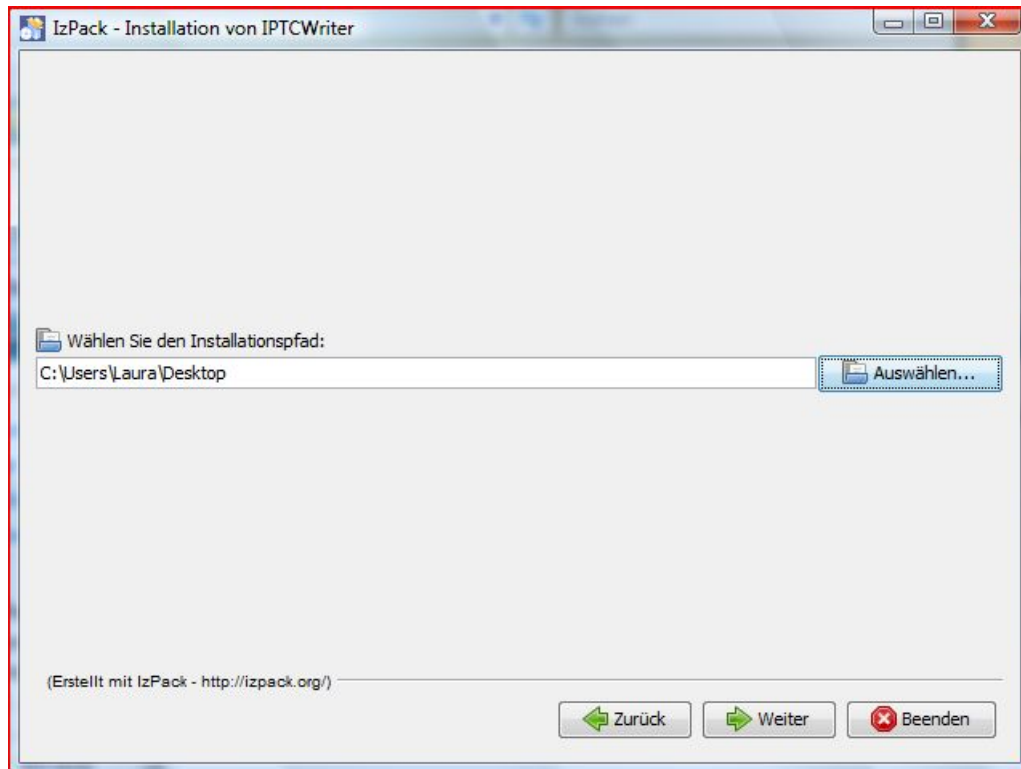 IzPack - Installation von IPTCWriter
Wählen Sie den Installationspfad:
C:\Users\Laura\Desktop
Auswählen...
(Erstellt mit IzPack - http://izpack.org/)
Zurück
Weiter
Beenden